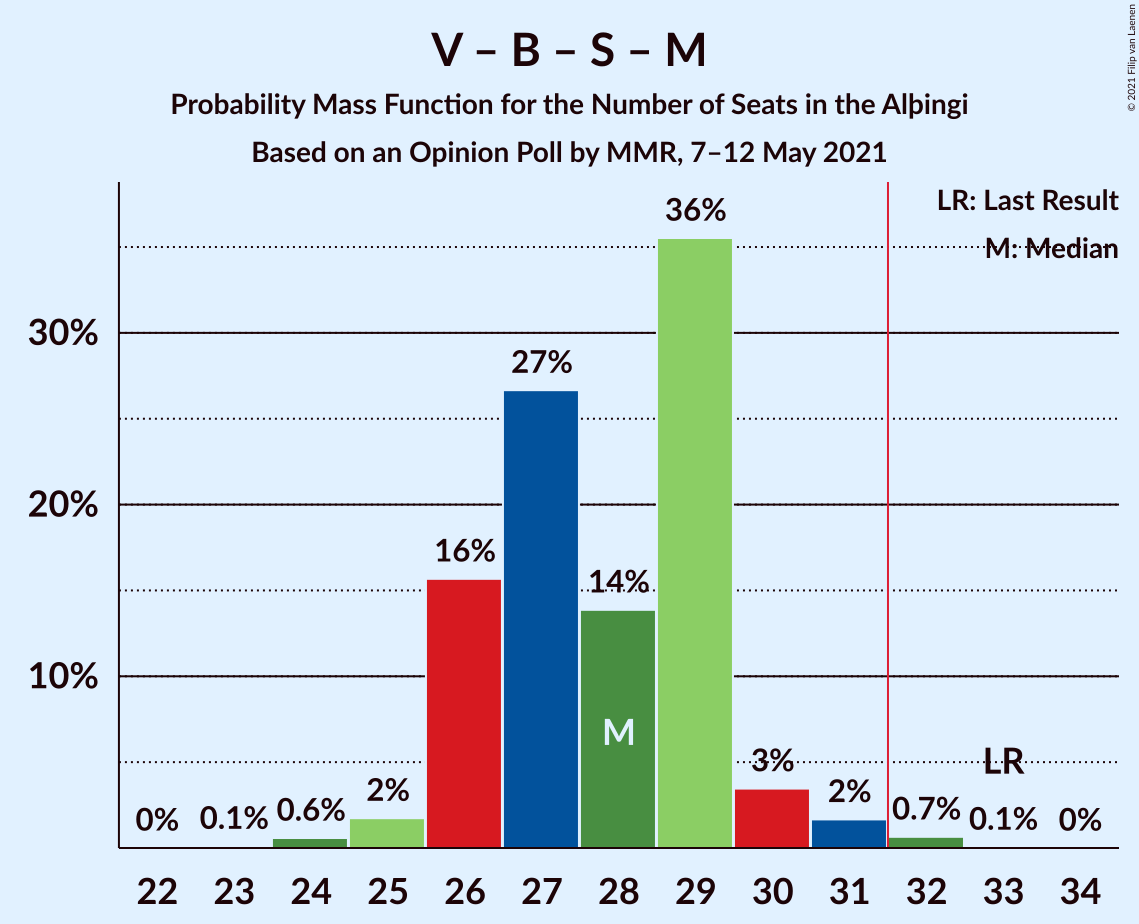 V – B – S – M
Probability Mass Function for the Number of Seats in the Alþingi
Based on an Opinion Poll by MMR, 7–12 May 2021
© 2021 Filip van Laenen
LR: Last Result
M: Median
36%
30%
27%
20%
16%
14%
10%
M
LR
3%
2%
2%
0.6%
0.7%
0%
0.1%
0.1%
0%
22 23 24 25 26 27 28 29 30 31 32 33 34